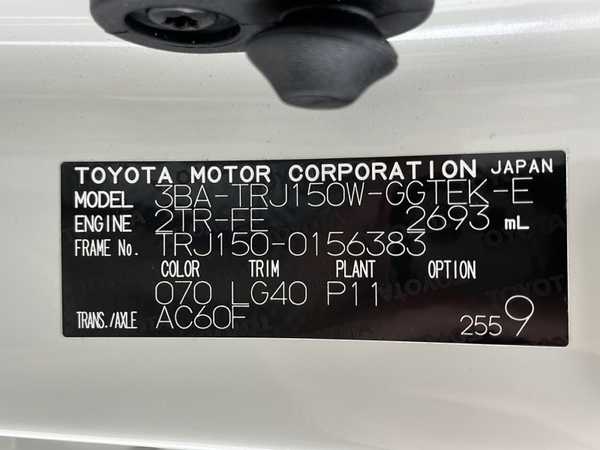 TOYOTA MOTOR CORPORATION JAPAN
MODEL 3BA-TRJ150W-GGTEK-E
ENGINE 2TR-FE 2693 mL
FRAME No. TRJ150-0156383
COLOR TRIM PLANT OPTION
070 LG40 P11
TRANS./AXLE AC60F
2559